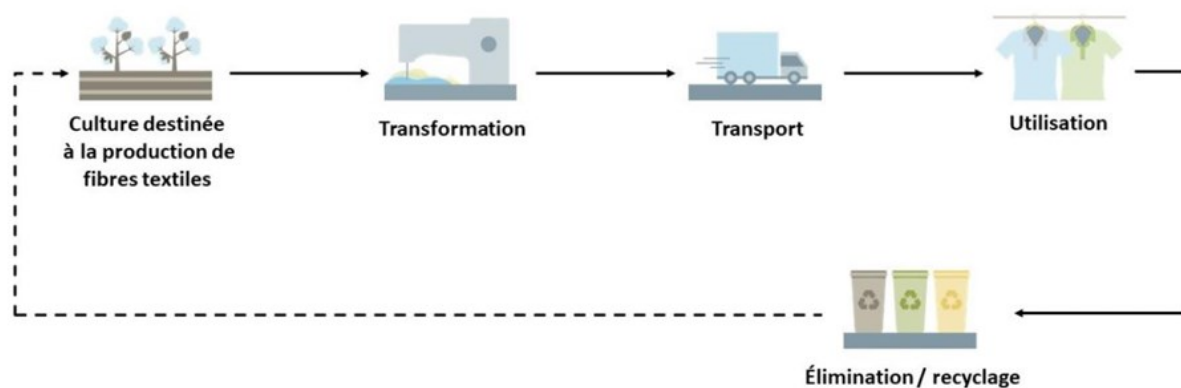 Culture destinée
à la production de
fibres textiles
Transformation
Transport
Utilisation
Élimination / recyclage